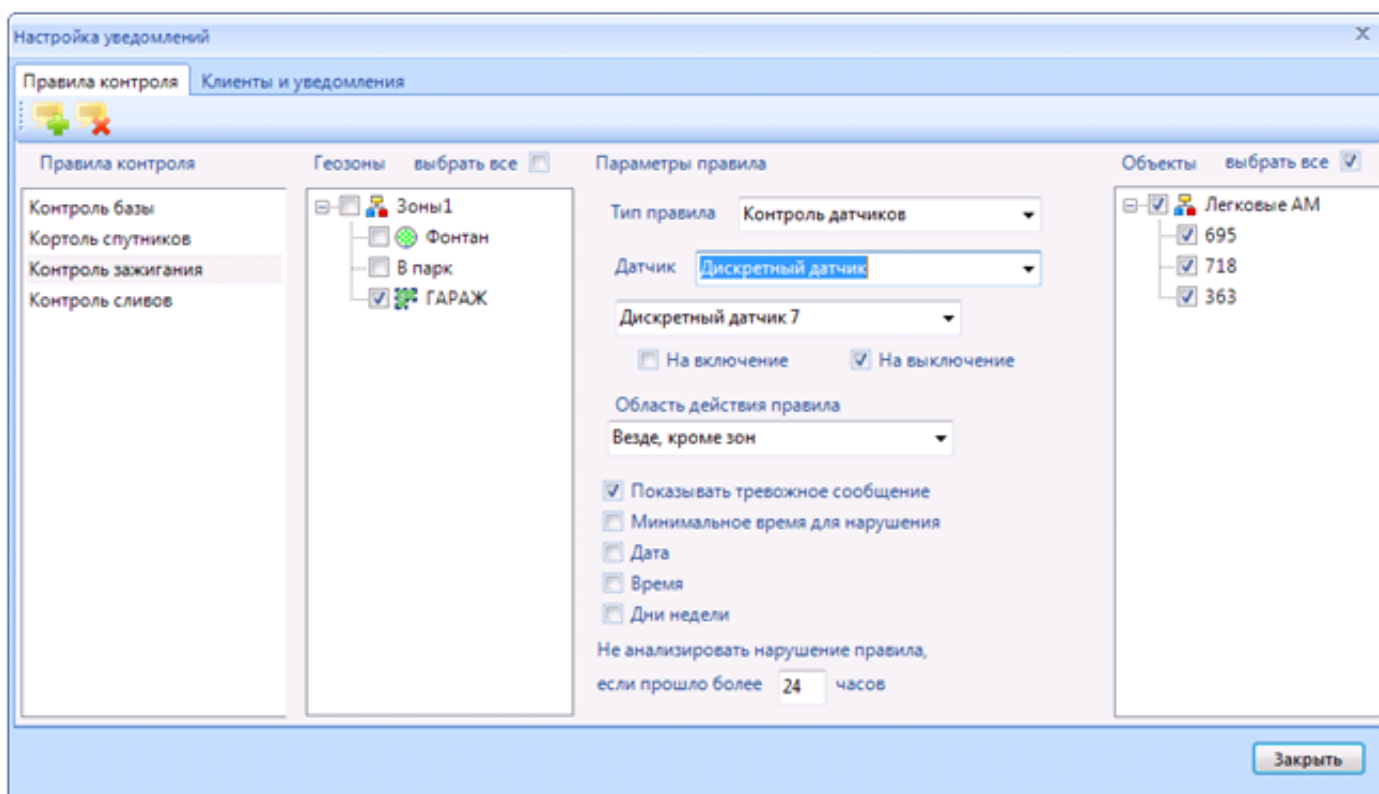 Настройка уведомлений
Правила контроля Клиенты и уведомления
Правила контроля
Контроль базы
Кортоль спутников
Контроль зажигания
Контроль сливов
Геозоны выбрать все
Зоны1
Фонтан
В парк
ГАРАЖ
Параметры правила
Тип правила Контроль датчиков
Датчик Дискретный датчик
Дискретный датчик 7
На включение На выключение
Область действия правила
Везде, кроме зон
Показывать тревожное сообщение
Минимальное время для нарушения
Дата
Время
Дни недели
Не анализировать нарушение правила,
если прошло более 24 часов
Объекты выбрать все
Легковые АМ
695
718
363
Закрыть